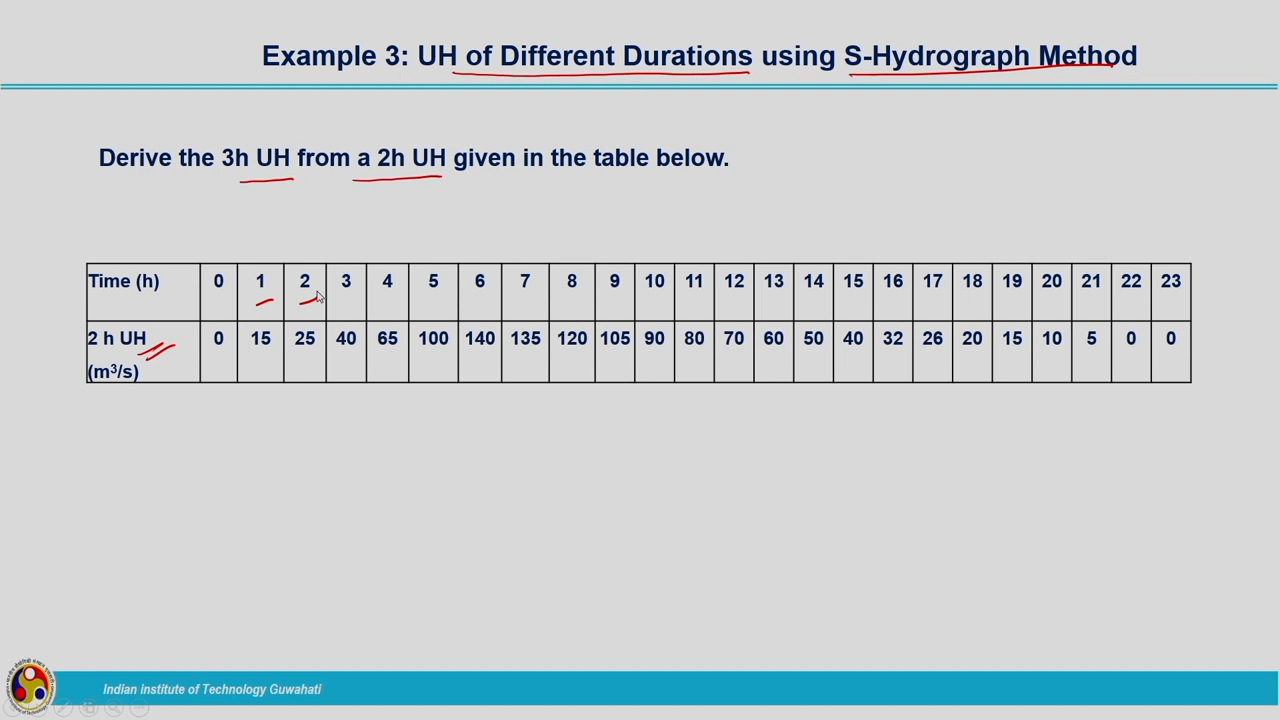 Example 3: UH of Different Durations using S-Hydrograph Method
Derive the 3h UH from a 2h UH given in the table below.
Time (h) 0 1 2 3 4 5 6 7 8 9 10 11 12 13 14 15 16 17 18 19 20 21 22 23
2 h UH 0 15 25 40 65 100 140 135 120 105 90 80 70 60 50 40 32 26 20 15 10 5 0 0
(m³/s)
Indian institute of Technology Guwahati